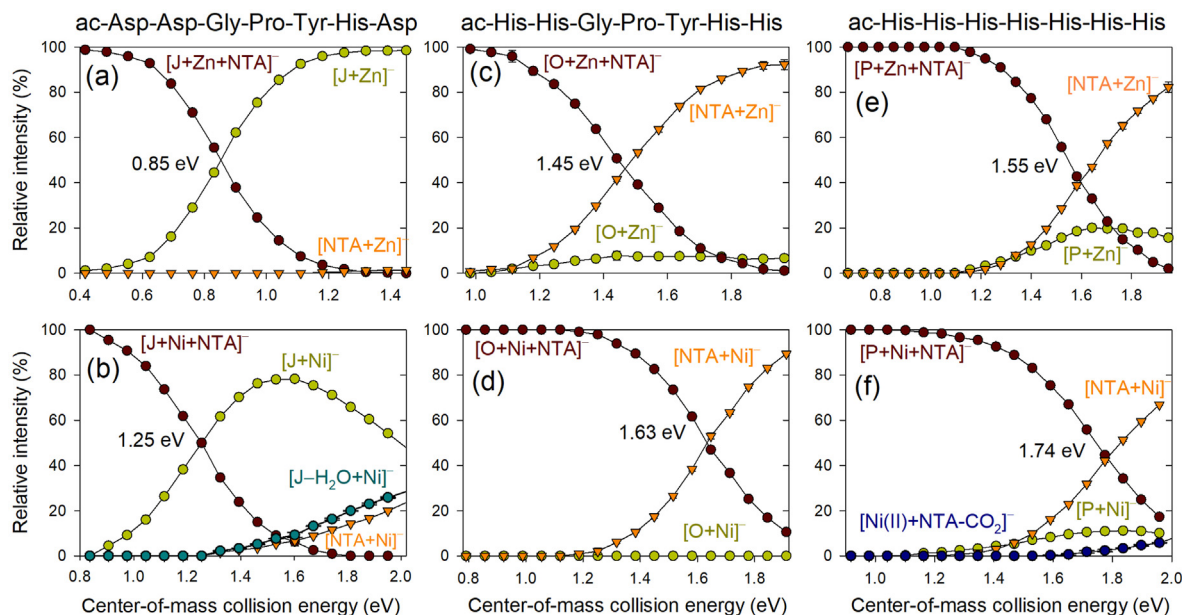 ac-Asp-Asp-Gly-Pro-Tyr-His-Asp
ac-His-His-Gly-Pro-Tyr-His-His
ac-His-His-His-His-His-His-His
Relative intensity (%)
100
80
60
40
20
0
(a)
[J+Zn+NTA]⁻
[J+Zn]⁻
0.85 eV
[NTA+Zn]⁻
0.4 0.6 0.8 1.0 1.2 1.4
(c)
[O+Zn+NTA]⁻
[NTA+Zn]⁻
1.45 eV
[O+Zn]⁻
1.0 1.2 1.4 1.6 1.8
(e)
[P+Zn+NTA]⁻
[NTA+Zn]⁻
1.55 eV
[P+Zn]⁻
0.8 1.0 1.2 1.4 1.6 1.8
Relative intensity (%)
100
80
60
40
20
0
(b)
[J+Ni+NTA]⁻
[J+Ni]⁻
1.25 eV
[J–H₂O+Ni]⁻
[NTA+Ni]⁻
0.8 1.0 1.2 1.4 1.6 1.8 2.0
Center-of-mass collision energy (eV)
[O+Ni+NTA]⁻
(d)
[NTA+Ni]⁻
1.63 eV
[O+Ni]⁻
1.0 1.2 1.4 1.6 1.8
Center-of-mass collision energy (eV)
[P+Ni+NTA]⁻
(f)
[NTA+Ni]⁻
1.74 eV
[P+Ni]⁻
[Ni(II)+NTA-CO₂]⁻
1.0 1.2 1.4 1.6 1.8 2.0
Center-of-mass collision energy (eV)